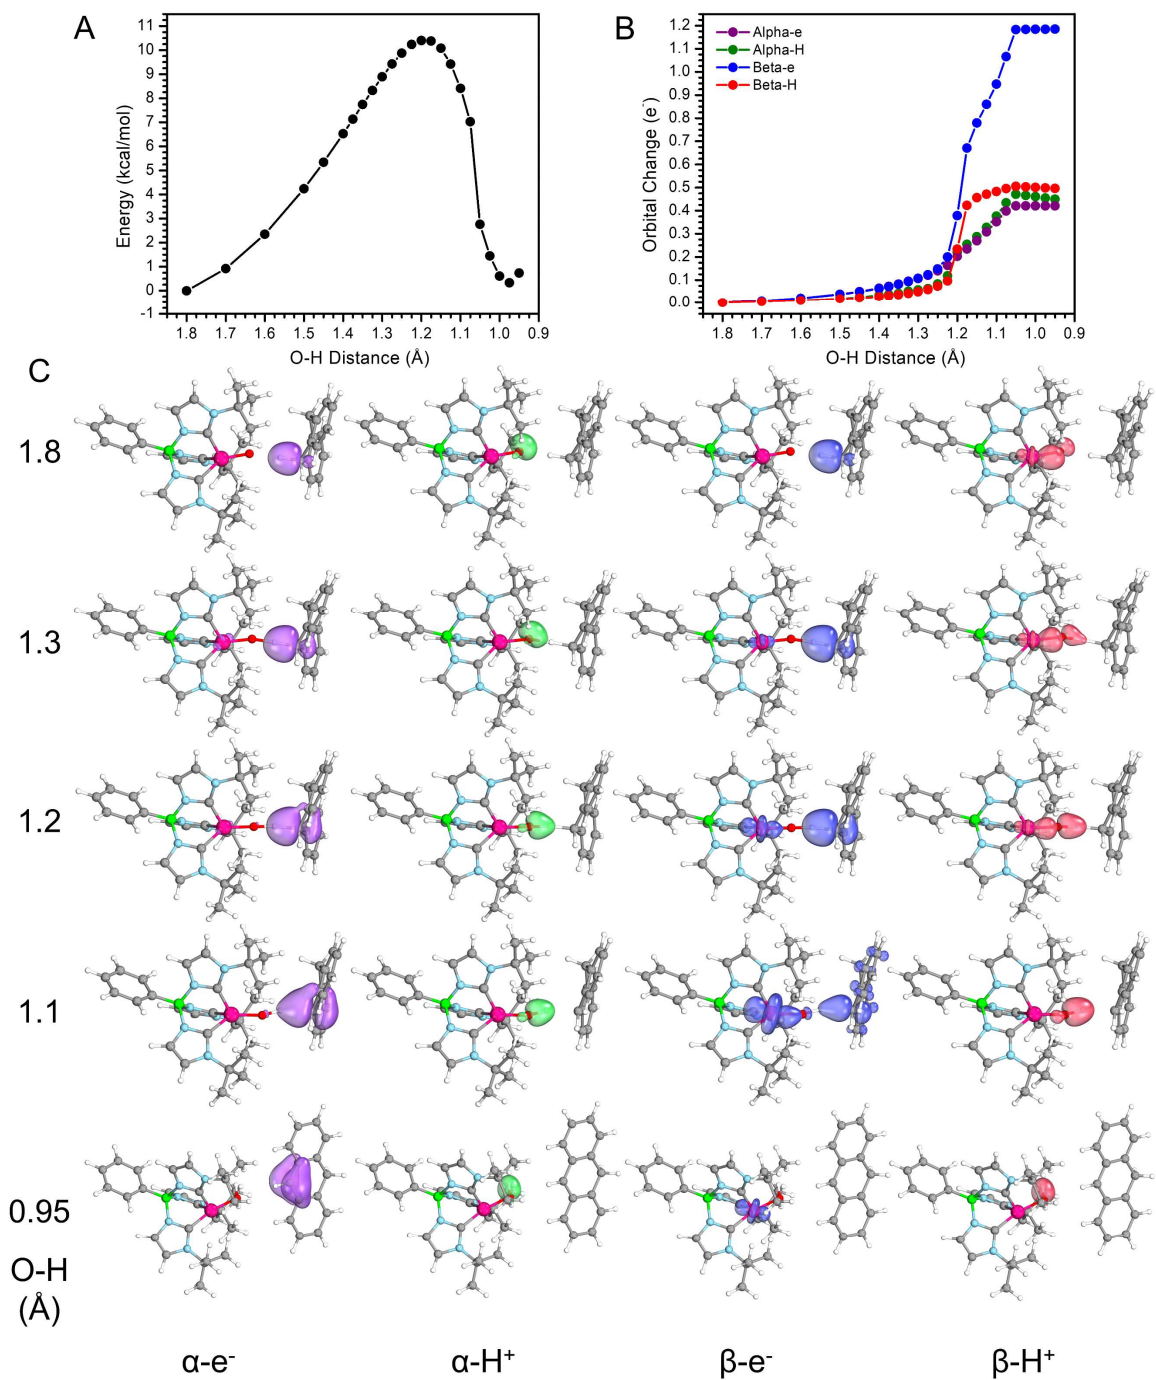 A
11
10
9
8
7
6
5
4
3
2
1
0
-1
Energy (kcal/mol)
1.8 1.7 1.6 1.5 1.4 1.3 1.2 1.1 1.0 0.9
O-H Distance (Å)
B
1.2
1.1
1.0
0.9
0.8
0.7
0.6
0.5
0.4
0.3
0.2
0.1
0.0
Orbital Change (e⁻)
Alpha-e
Alpha-H
Beta-e
Beta-H
1.8 1.7 1.6 1.5 1.4 1.3 1.2 1.1 1.0 0.9
O-H Distance (Å)
C
1.8
1.3
1.2
1.1
0.95
O-H
(Å)
α-e⁻ α-H⁺ β-e⁻ β-H⁺